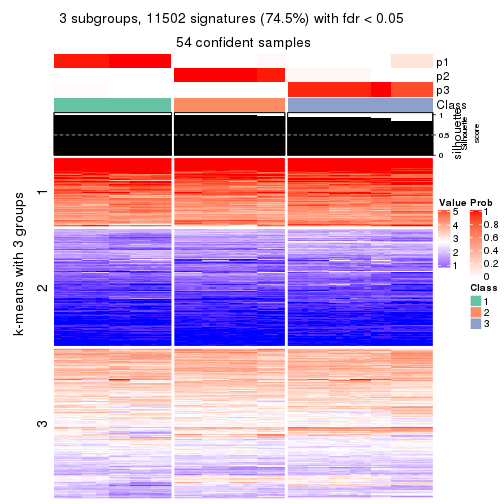 3 subgroups, 11502 signatures (74.5%) with fdr < 0.05
54 confident samples
p1
p2
p3
Class
1
0.5
0
silhouette
Silhouette
score
k-means with 3 groups
1
2
3
Value
5
4
3
2
1
Prob
1
0.8
0.6
0.4
0.2
0
Class
1
2
3